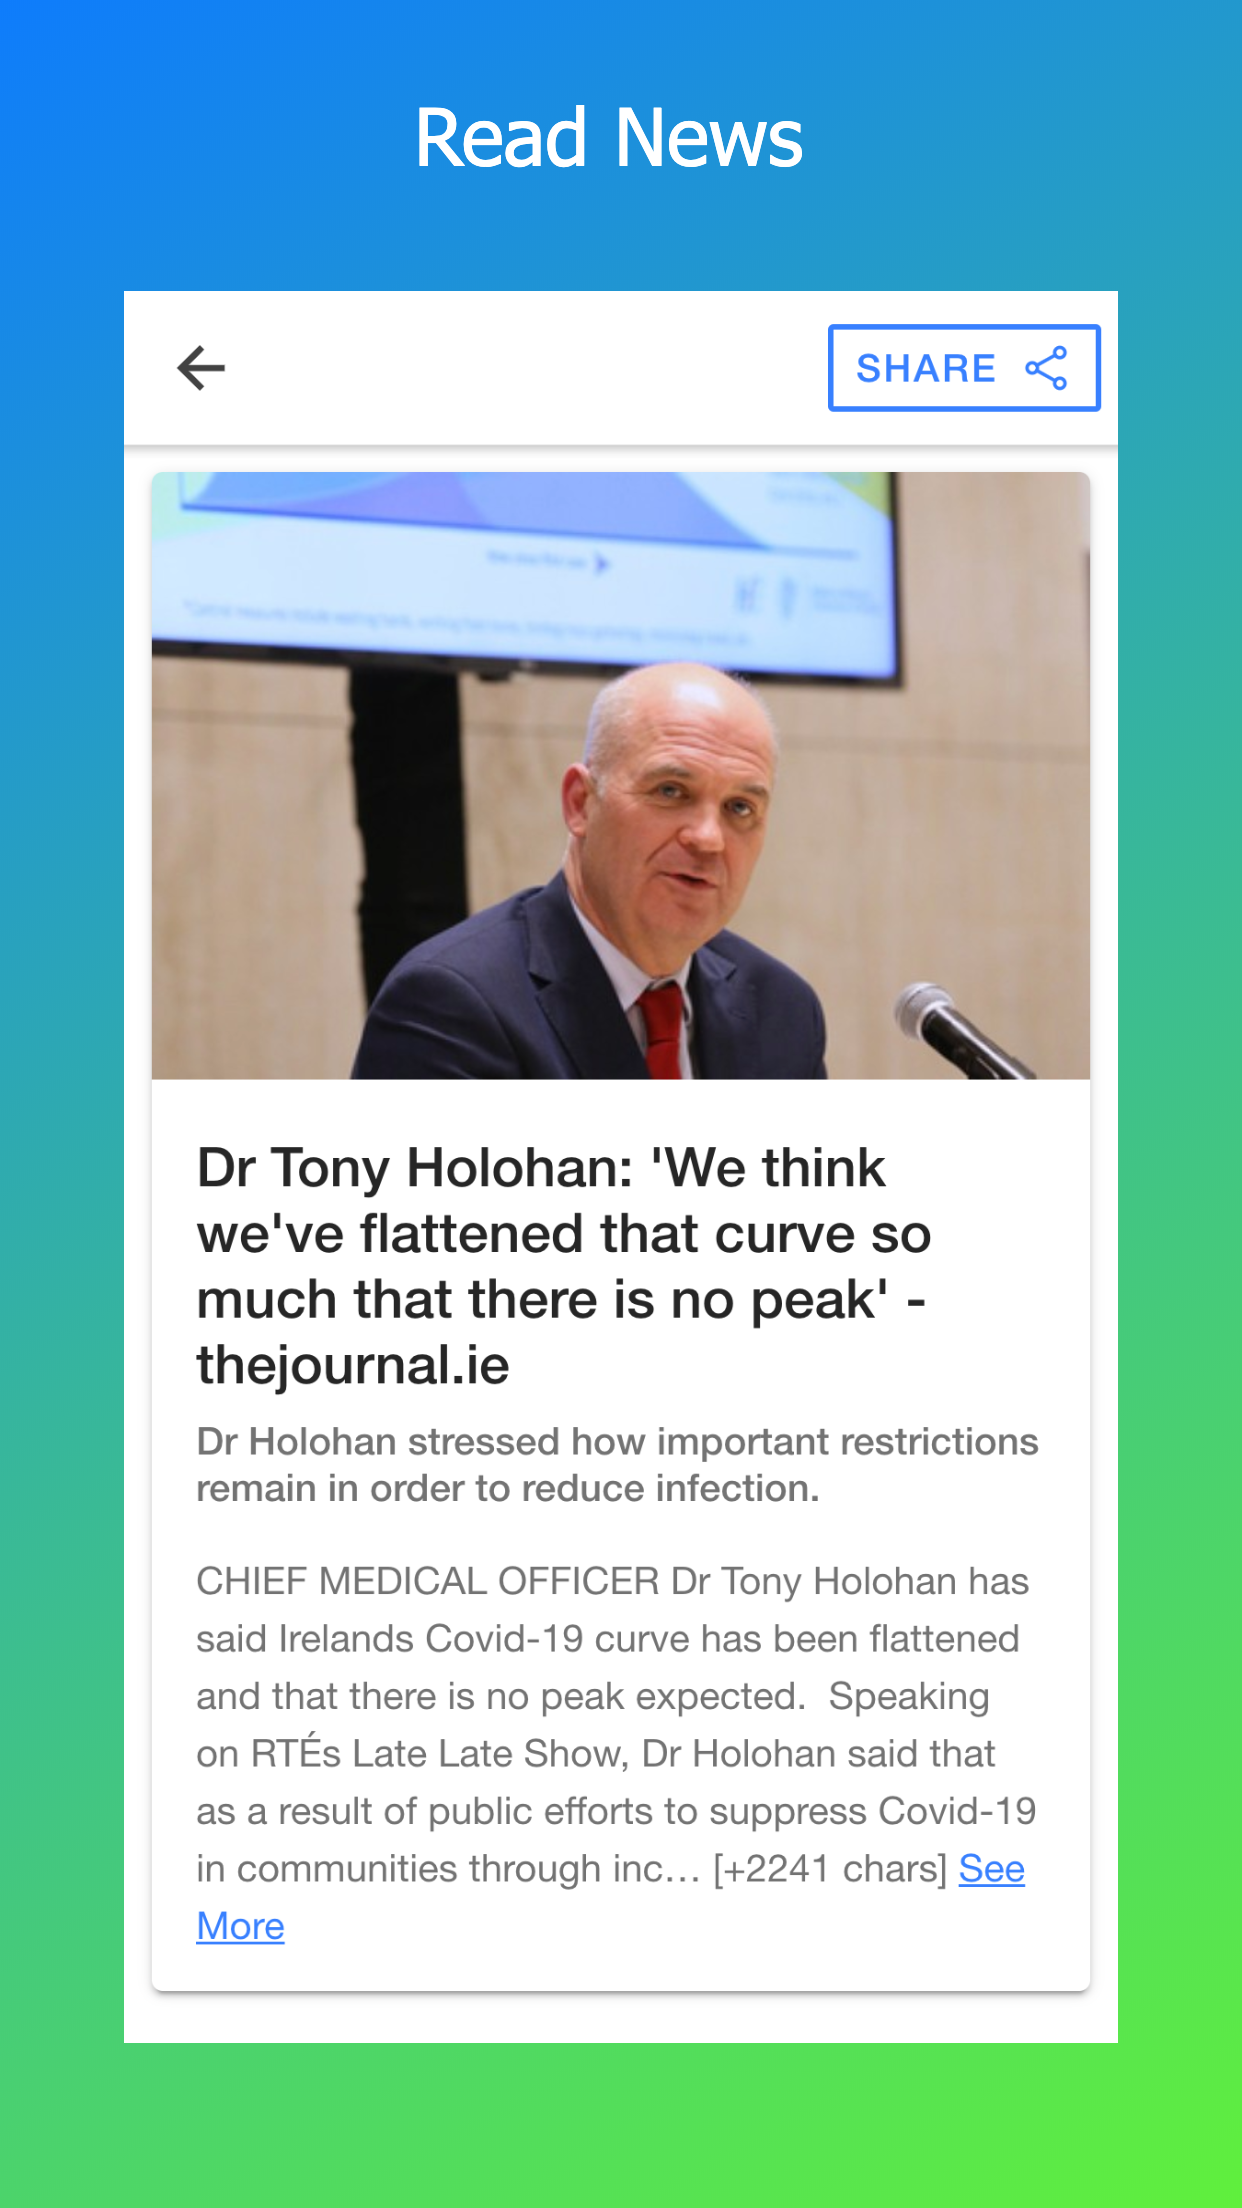 Read News
SHARE
Dr Tony Holohan: 'We think
we've flattened that curve so
much that there is no peak' -
thejournal.ie
Dr Holohan stressed how important restrictions
remain in order to reduce infection.
CHIEF MEDICAL OFFICER Dr Tony Holohan has
said Irelands Covid-19 curve has been flattened
and that there is no peak expected.  Speaking
on RTÉs Late Late Show, Dr Holohan said that
as a result of public efforts to suppress Covid-19
in communities through inc… [+2241 chars] See
More